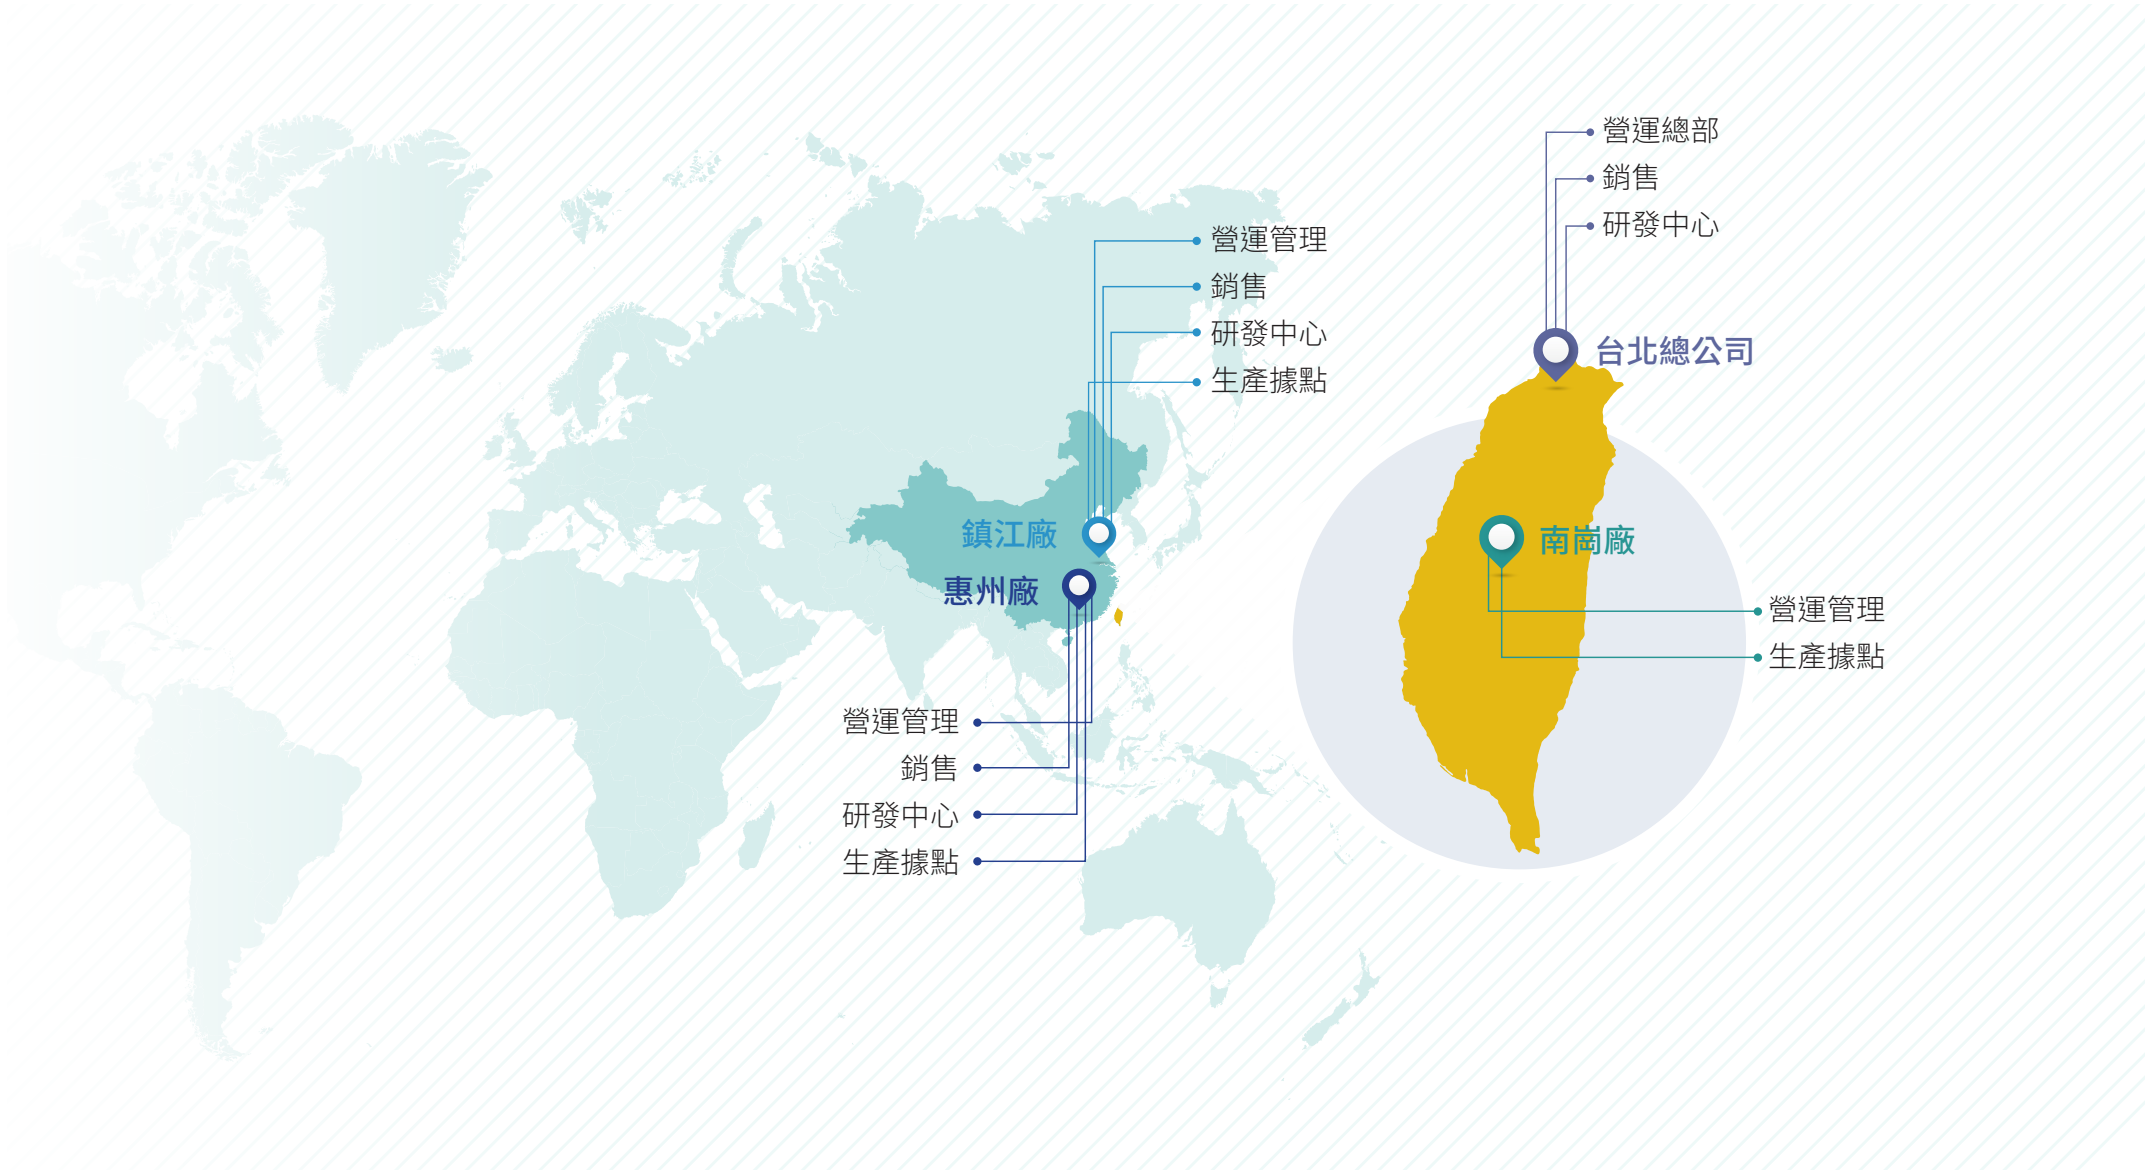 營運總部
銷售
研發中心
台北總公司
營運管理
銷售
研發中心
生產據點
鎮江廠
惠州廠
營運管理
銷售
研發中心
生產據點
南崗廠
營運管理
生產據點